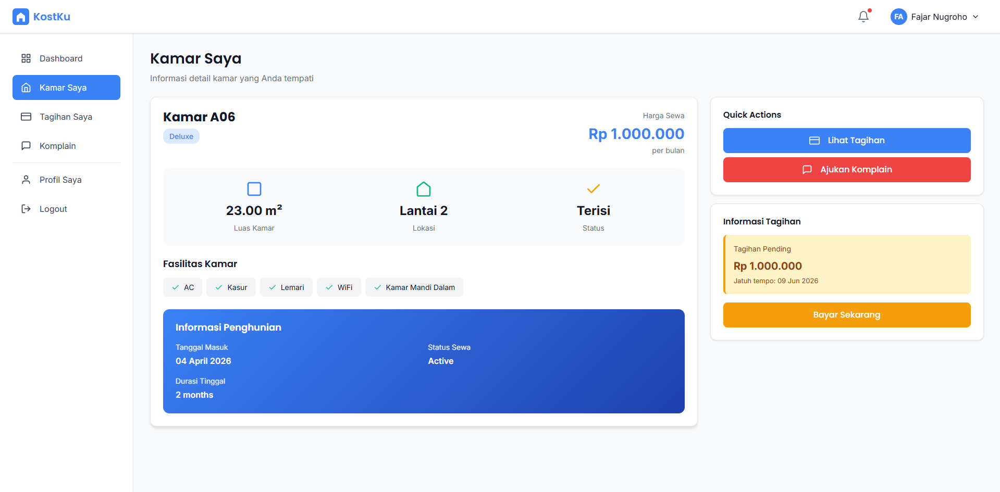 KostKu
FA Fajar Nugroho
Dashboard
Kamar Saya
Tagihan Saya
Komplain
Profil Saya
Logout
Kamar Saya
Informasi detail kamar yang Anda tempati
Kamar A06
Deluxe
Harga Sewa
Rp 1.000.000
per bulan
23.00 m²
Luas Kamar
Lantai 2
Lokasi
Terisi
Status
Fasilitas Kamar
AC
Kasur
Lemari
WiFi
Kamar Mandi Dalam
Informasi Penghunian
Tanggal Masuk
04 April 2026
Status Sewa
Active
Durasi Tinggal
2 months
Quick Actions
Lihat Tagihan
Ajukan Komplain
Informasi Tagihan
Tagihan Pending
Rp 1.000.000
Jatuh tempo: 09 Jun 2026
Bayar Sekarang